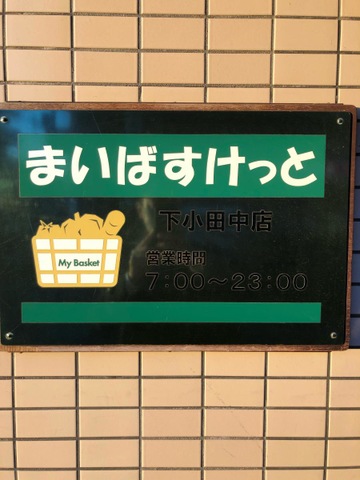 まいばすけっと
下小田中店
My Basket
営業時間
7:00～23:00